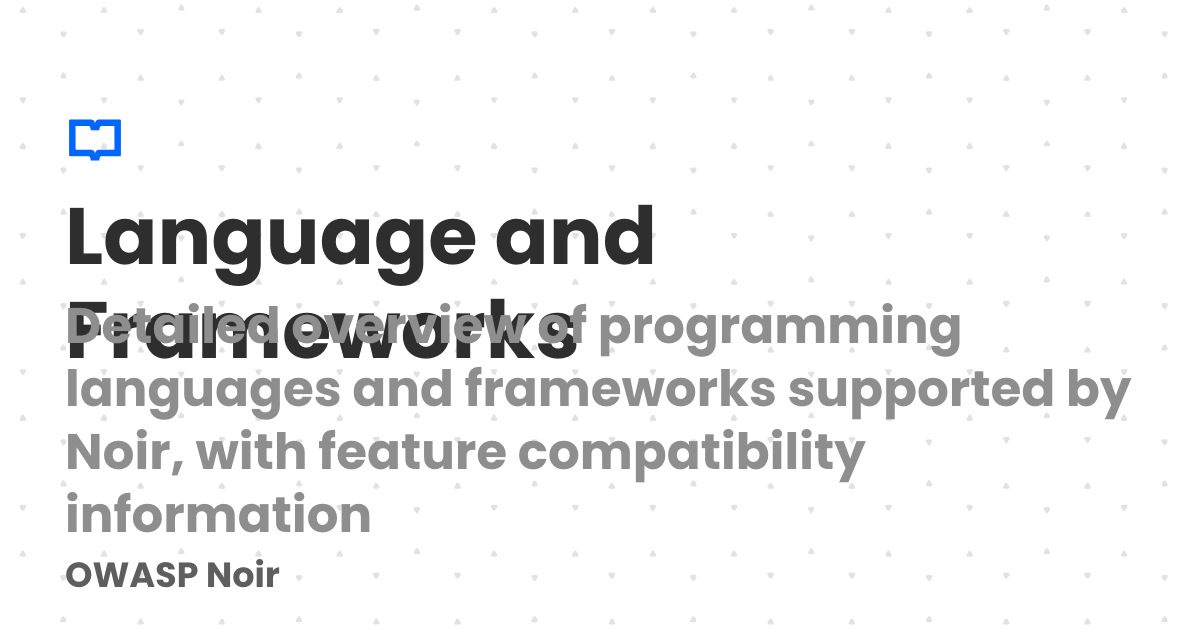 Language and
Frameworks
Detailed overview of programming
languages and frameworks supported by
Noir, with feature compatibility
information
OWASP Noir